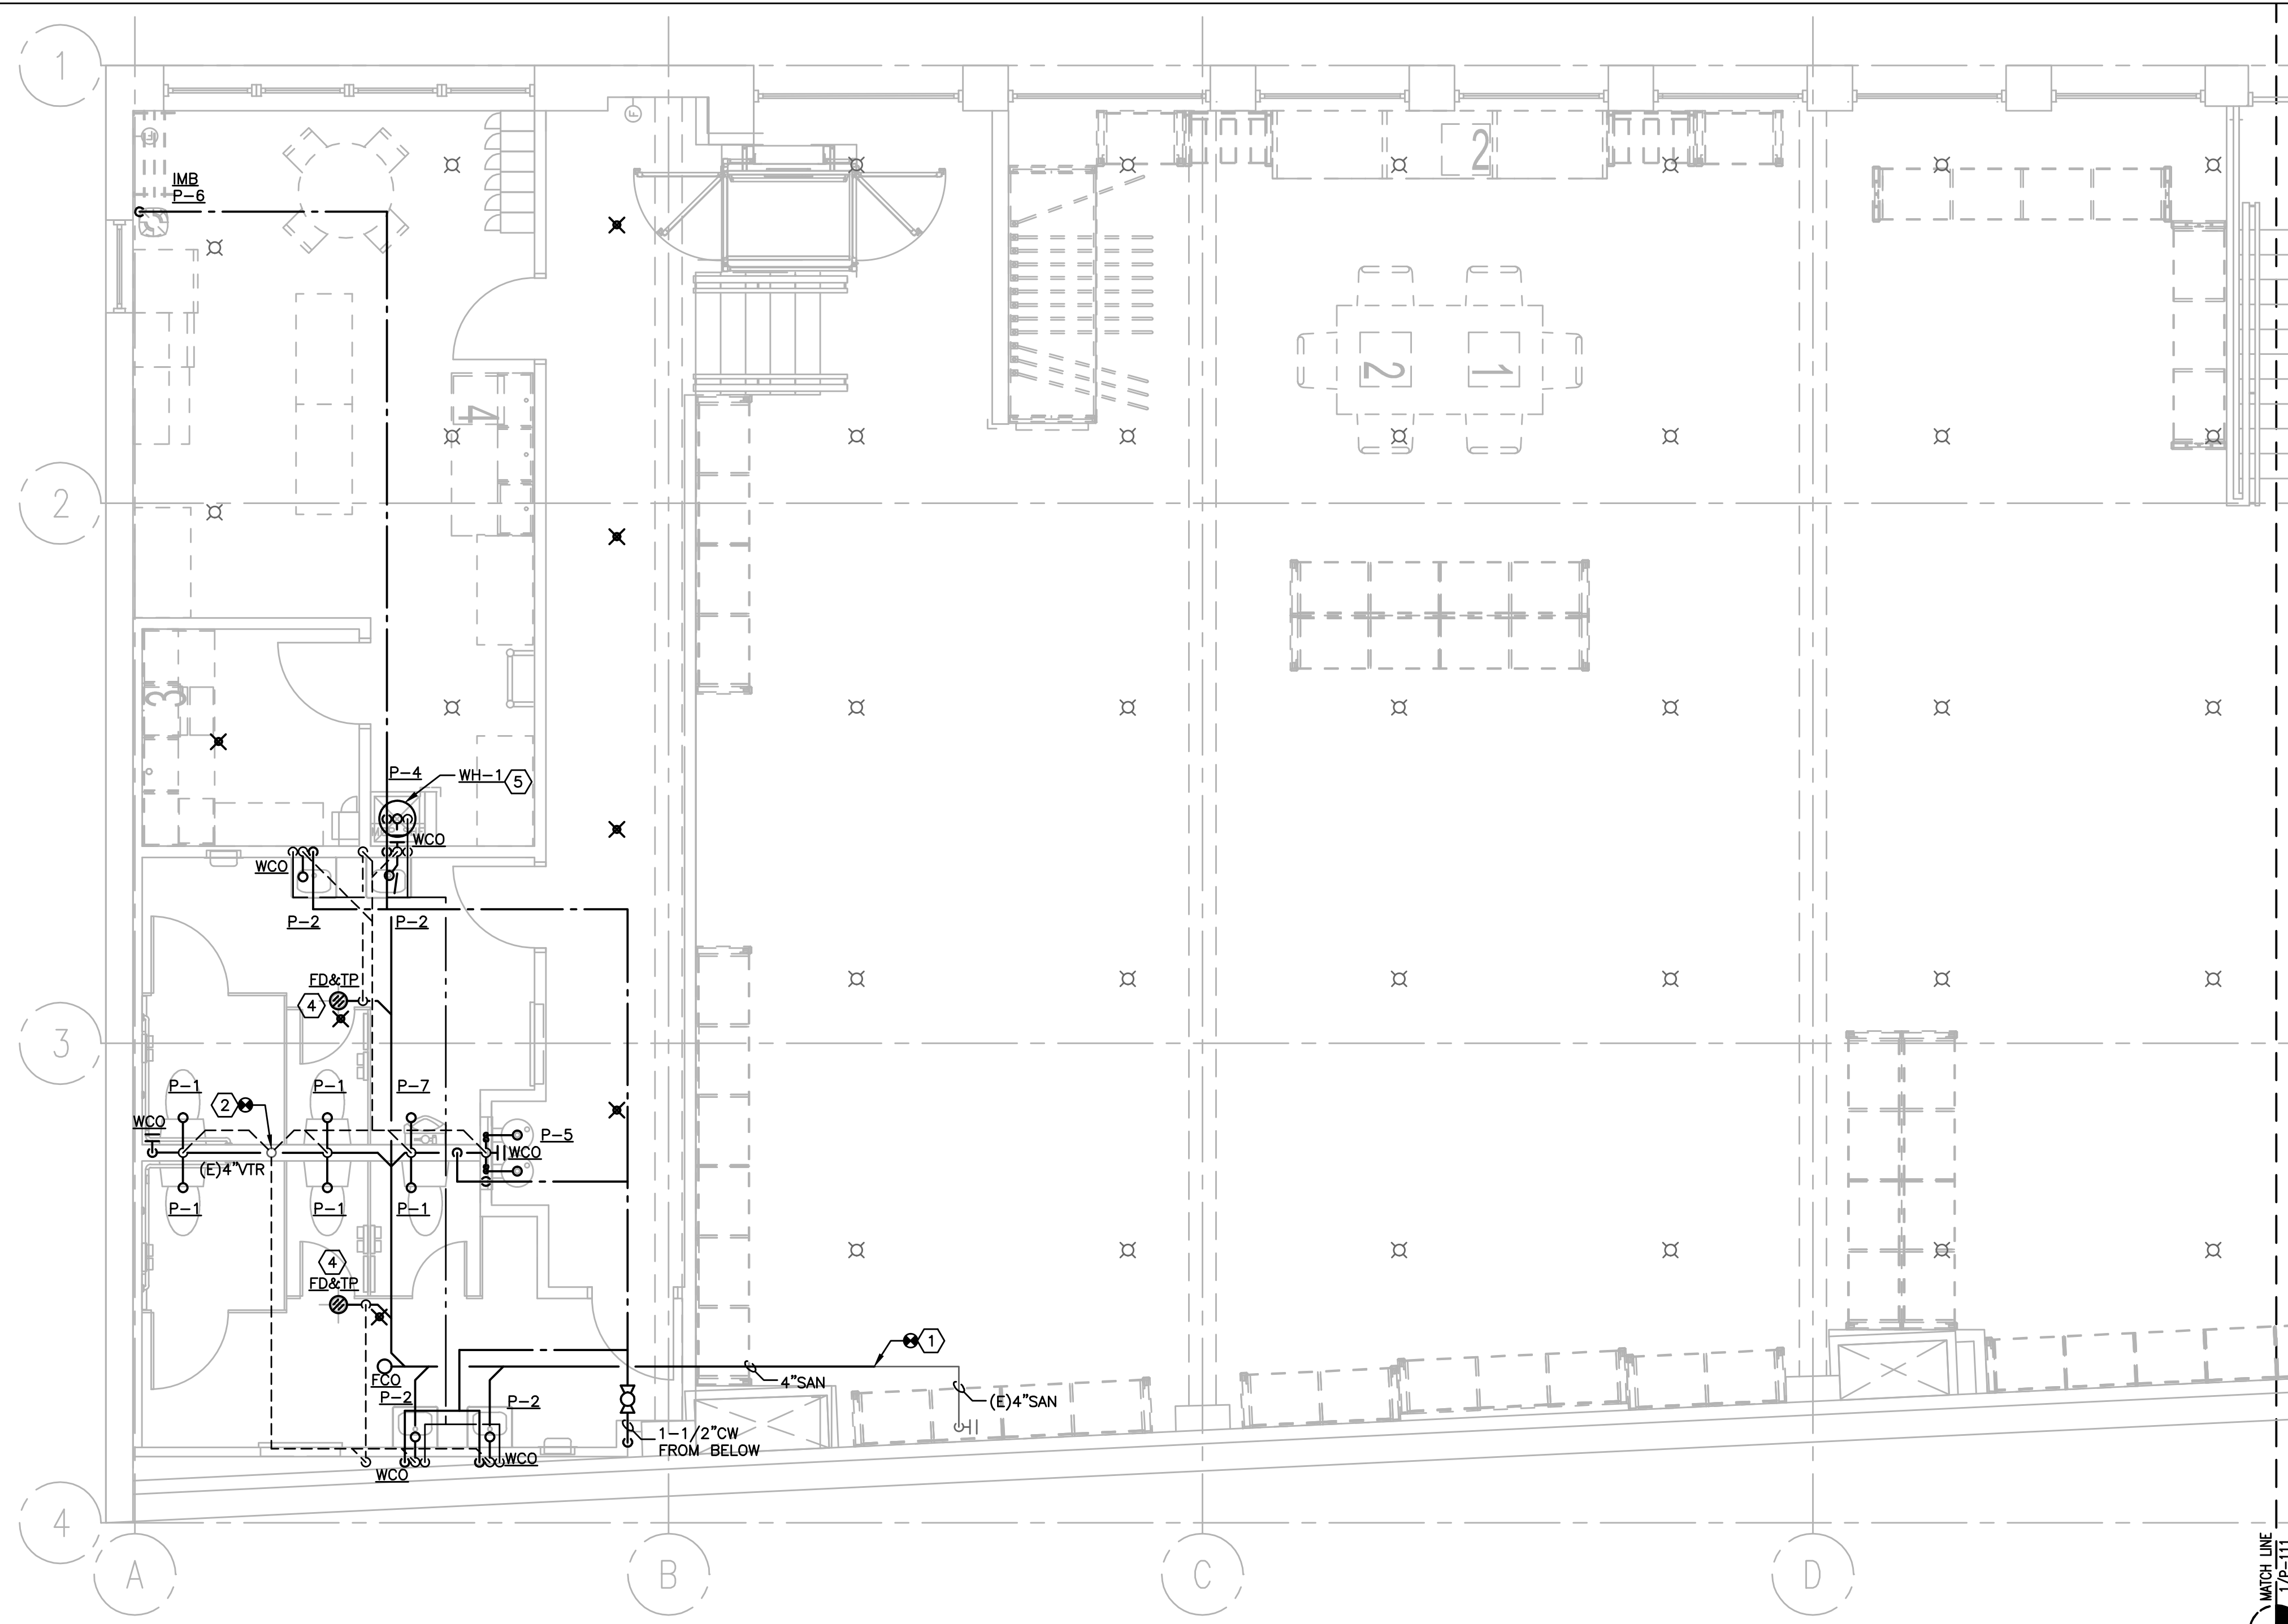 1
F
F
2
IMB
P-6
4
2
1
2
3
P-4
WH-1
5
WCO
WCO
P-2
P-2
FD&TP
4
3
P-1
P-1
P-7
2
WCO
P-5
WCO
(E)4"VTR
P-1
P-1
P-1
4
FD&TP
1
FCO
P-2
P-2
4"SAN
(E)4"SAN
1-1/2"CW
FROM BELOW
WCO
WCO
4
A
B
C
D
MATCH LINE
1/P-111